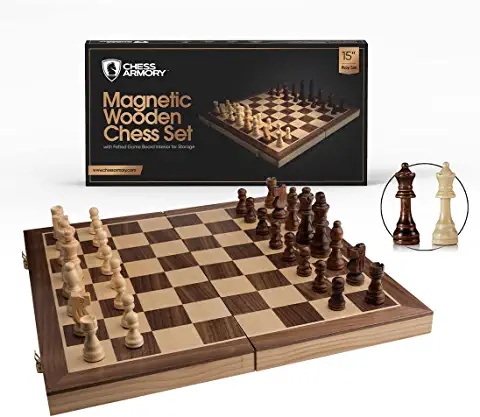 CHESS
ARMORY
15"
Magnetic
Wooden
Chess Set
with Felted Game Board Interior for Storage
www.chessarmory.com